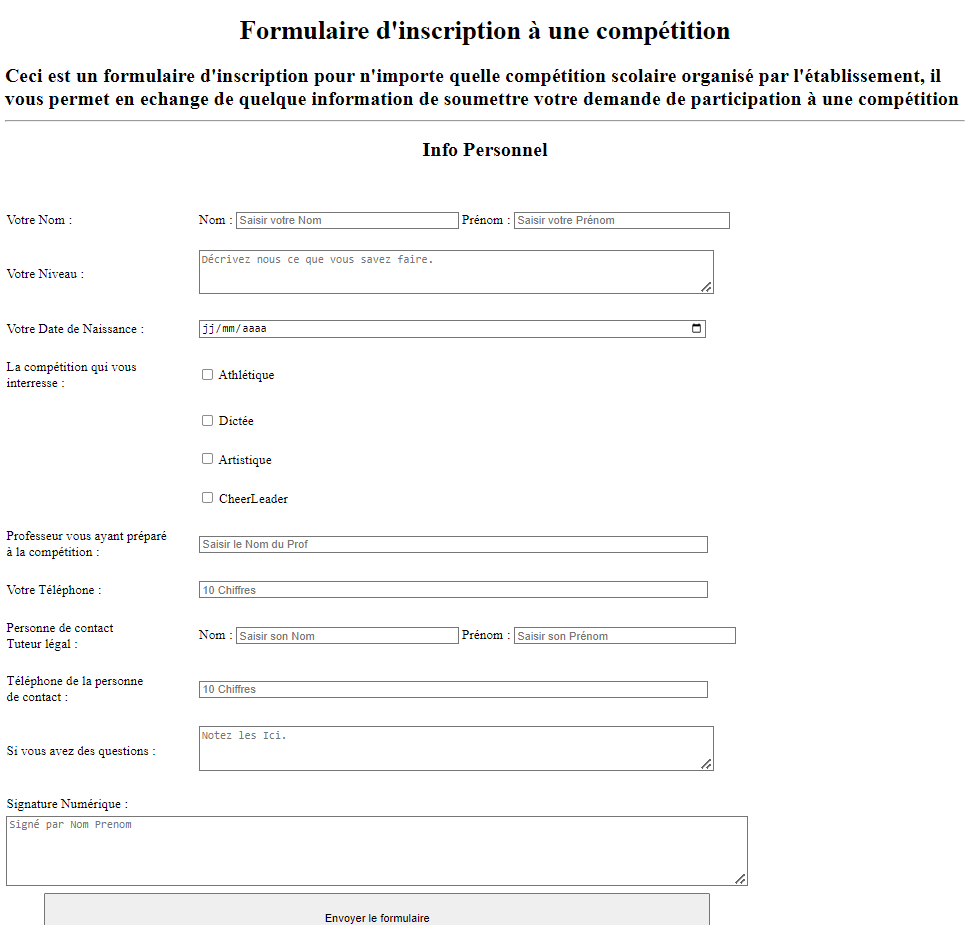 Formulaire d'inscription à une compétition
Ceci est un formulaire d'inscription pour n'importe quelle compétition scolaire organisé par l'établissement, il
vous permet en echange de quelque information de soumettre votre demande de participation à une compétition
Info Personnel
Votre Nom : Nom : Saisir votre Nom Prénom : Saisir votre Prénom
Votre Niveau : Décrivez nous ce que vous savez faire.
Votre Date de Naissance : jj/mm/aaaa
La compétition qui vous
interresse :
Athlétique
Dictée
Artistique
CheerLeader
Professeur vous ayant préparé
à la compétition :
Saisir le Nom du Prof
Votre Téléphone : 10 Chiffres
Personne de contact
Tuteur légal :
Nom : Saisir son Nom Prénom : Saisir son Prénom
Téléphone de la personne
de contact :
10 Chiffres
Si vous avez des questions : Notez les Ici.
Signature Numérique :
Signé par Nom Prenom
Envoyer le formulaire